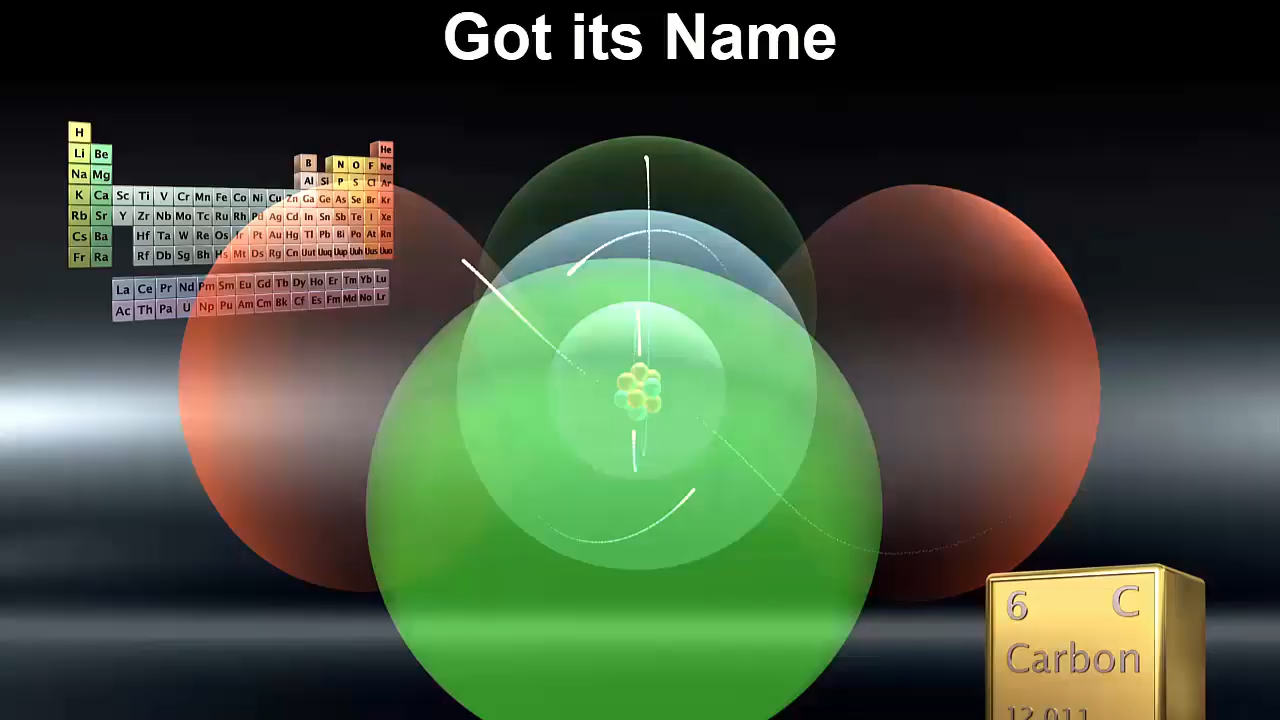 Got its Name
H He
Li Be B N O F Ne
Na Mg Al Si P S Cl Ar
K Ca Sc Ti V Cr Mn Fe Co Ni Cu Zn Ga Ge As Se Br Kr
Rb Sr Y Zr Nb Mo Tc Ru Rh Pd Ag Cd In Sn Sb Te I Xe
Cs Ba Hf Ta W Re Os Ir Pt Au Hg Tl Pb Bi Po At Rn
Fr Ra Rf Db Sg Bh Hs Mt Ds Rg Cn Uut Uuq Uup Uuh Uus Uuo
La Ce Pr Nd Pm Sm Eu Gd Tb Dy Ho Er Tm Yb Lu
Ac Th Pa U Np Pu Am Cm Bk Cf Es Fm Md No Lr
6 C
Carbon
12.011